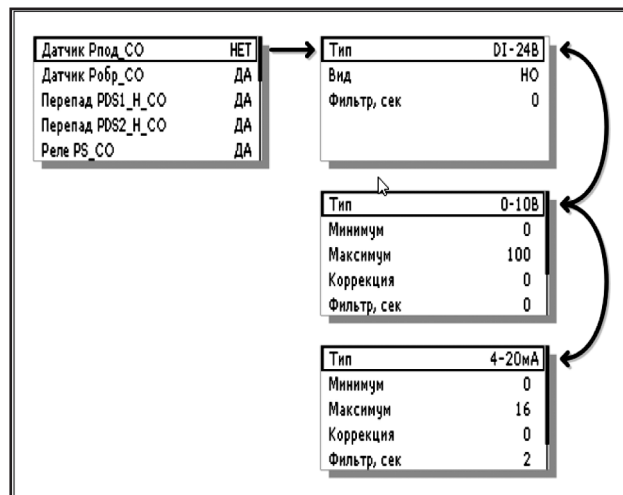 Датчик Рпод_СО НЕТ
Датчик Робр_СО ДА
Перепад PDS1_Н_СО ДА
Перепад PDS2_Н_СО ДА
Реле PS_СО ДА
Тип DI-24В
Вид НО
Фильтр, сек 0
Тип 0-10В
Минимум 0
Максимум 100
Коррекция 0
Фильтр, сек 0
Тип 4-20мА
Минимум 0
Максимум 16
Коррекция 0
Фильтр, сек 2